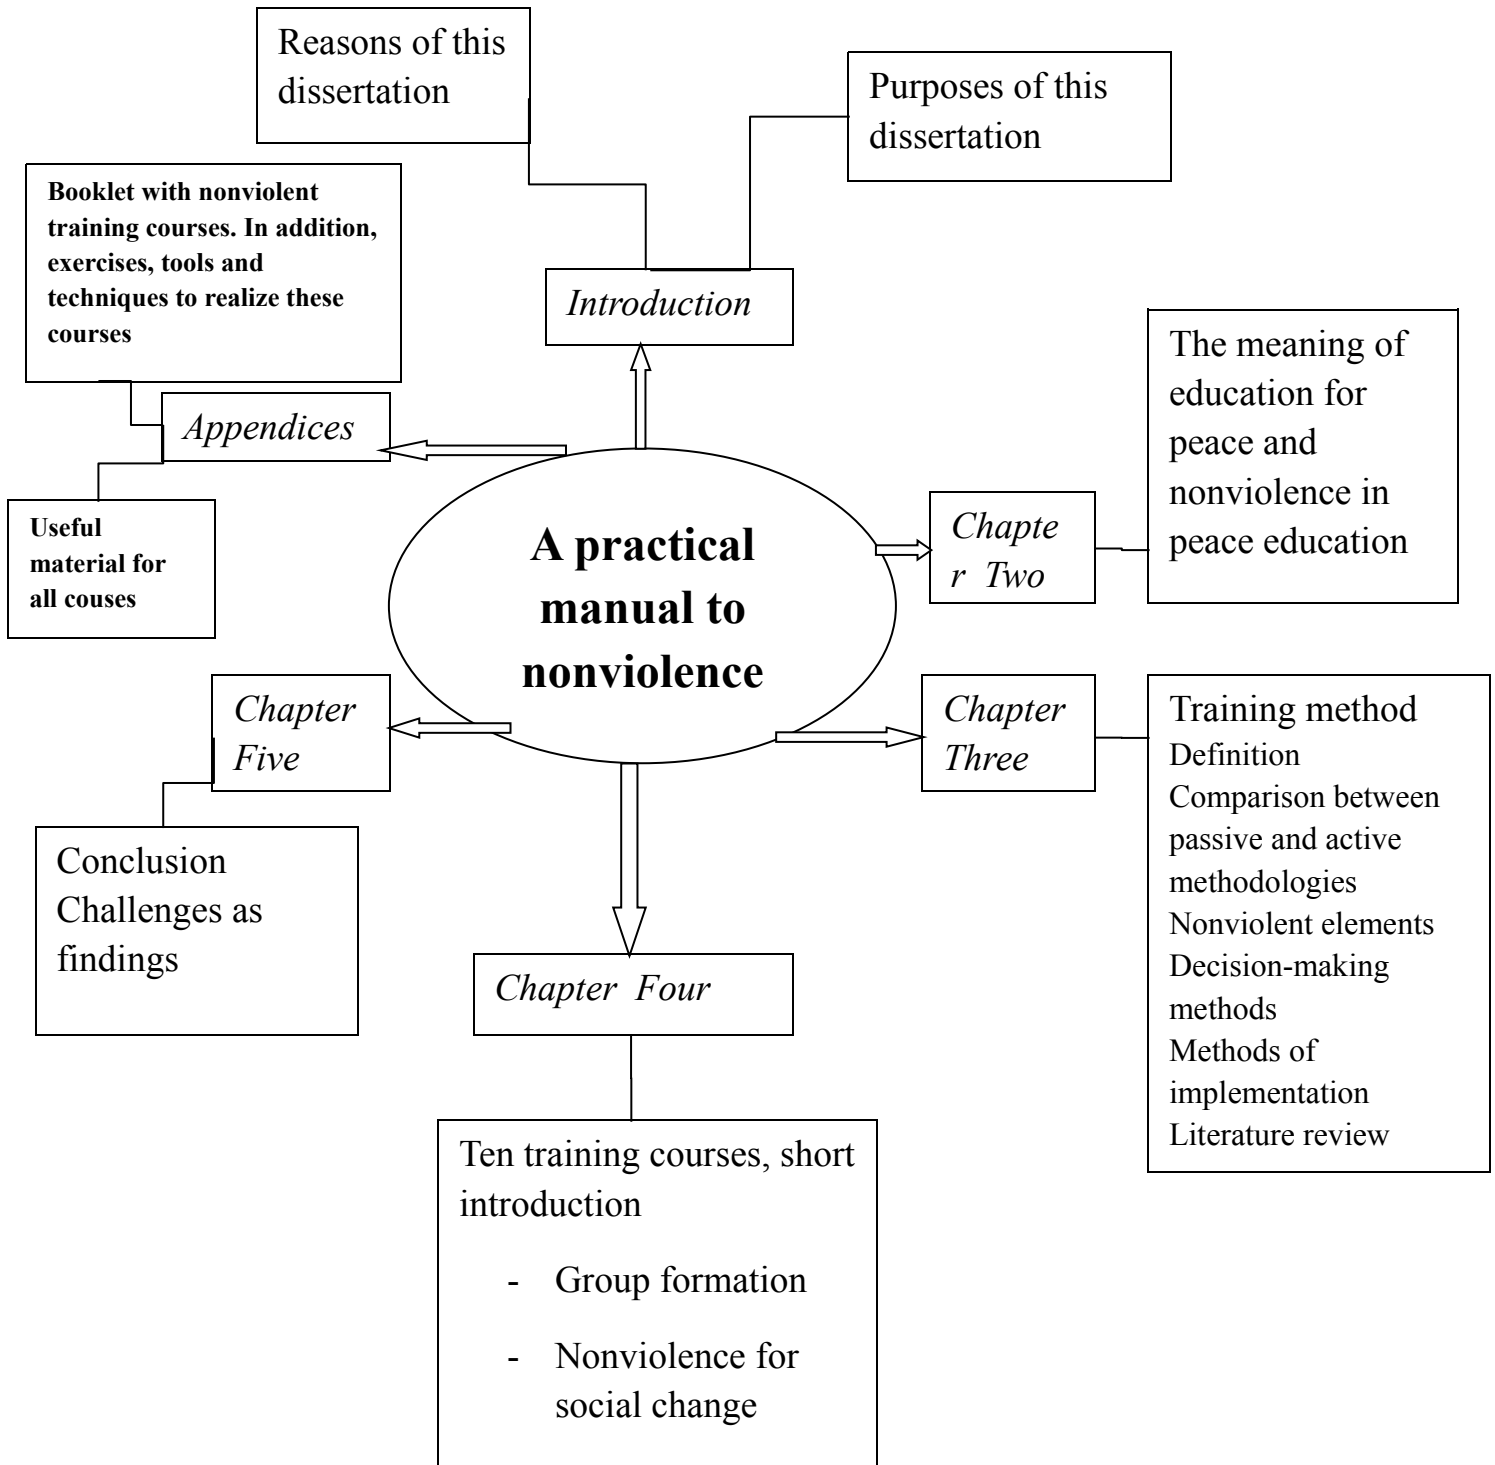 Reasons of this
dissertation
Purposes of this
dissertation
Booklet with nonviolent
training courses. In addition,
exercises, tools and
techniques to realize these
courses
Introduction
The meaning of
education for
peace and
nonviolence in
peace education
Appendices
Useful
material for
all couses
A practical
manual to
nonviolence
Chapte
r Two
Chapter
Five
Chapter
Three
Training method
Definition
Comparison between
passive and active
methodologies
Nonviolent elements
Decision-making
methods
Methods of
implementation
Literature review
Conclusion
Challenges as
findings
Chapter Four
Ten training courses, short
introduction
- Group formation
- Nonviolence for
social change